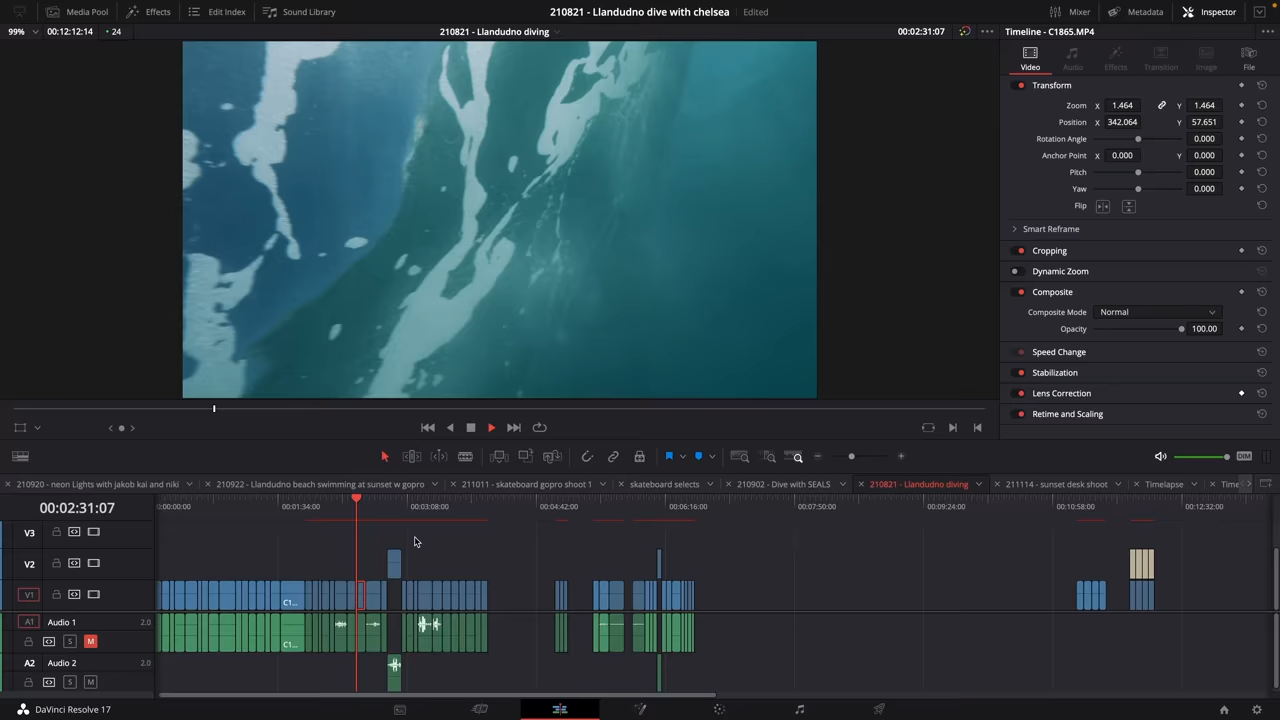 Media Pool Effects Edit Index Sound Library 210821 - Llandudno dive with chelsea Edited Mixer Metadata Inspector
99% 00:12:12:14 24 210821 - Llandudno diving 00:02:31:07 Timeline - C1865.MP4
Video Audio Effects Transition Image File
Transform
Zoom X 1.464 Y 1.464
Position X 342.064 Y 57.651
Rotation Angle 0.000
Anchor Point X 0.000 Y 0.000
Pitch 0.000
Yaw 0.000
Flip
Smart Reframe
Cropping
Dynamic Zoom
Composite
Composite Mode Normal
Opacity 100.00
Speed Change
Stabilization
Lens Correction
Retime and Scaling
DIM
210920 - neon Lights with jakob kai and niki 210922 - Llandudno beach swimming at sunset w gopro 211011 - skateboard gopro shoot 1 skateboard selects 210902 - Dive with SEALS 210821 - Llandudno diving 211114 - sunset desk shoot Timelapse Time
00:02:31:07 0:00:00:00 00:01:34:00 00:03:08:00 00:04:42:00 00:06:16:00 00:07:50:00 00:09:24:00 00:10:58:00 00:12:32:00
V3
V2
V1 C1...
A1 Audio 1 2.0
S M C1...
A2 Audio 2 2.0
S M
DaVinci Resolve 17